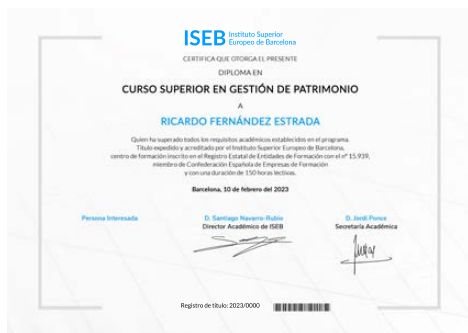 ISEB Instituto Superior
Europeo de Barcelona
CERTIFICA QUE OTORGA EL PRESENTE
DIPLOMA EN
CURSO SUPERIOR EN GESTIÓN DE PATRIMONIO
A
RICARDO FERNÁNDEZ ESTRADA
Quien ha superado todos los requisitos académicos establecidos en el programa.
Título expedido y acreditado por el Instituto Superior Europeo de Barcelona,
centro de formación inscrito en el Registro Estatal de Entidades de Formación con el nº 15.939,
miembro de Confederación Española de Empresas de Formación
y con una duración de 150 horas lectivas.
Barcelona, 10 de febrero del 2023
Persona Interesada
D. Santiago Navarro-Rubio
Director Académico de ISEB
D. Jordi Ponce
Secretaría Académica
Registro de título: 2023/0000